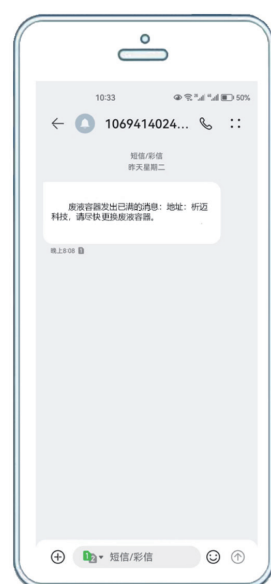 10:33 50%
1069414024...
短信/彩信
昨天星期二
废液容器发出已满的消息：地址：析迈
科技，请尽快更换废液容器。
晚上8:08
短信/彩信